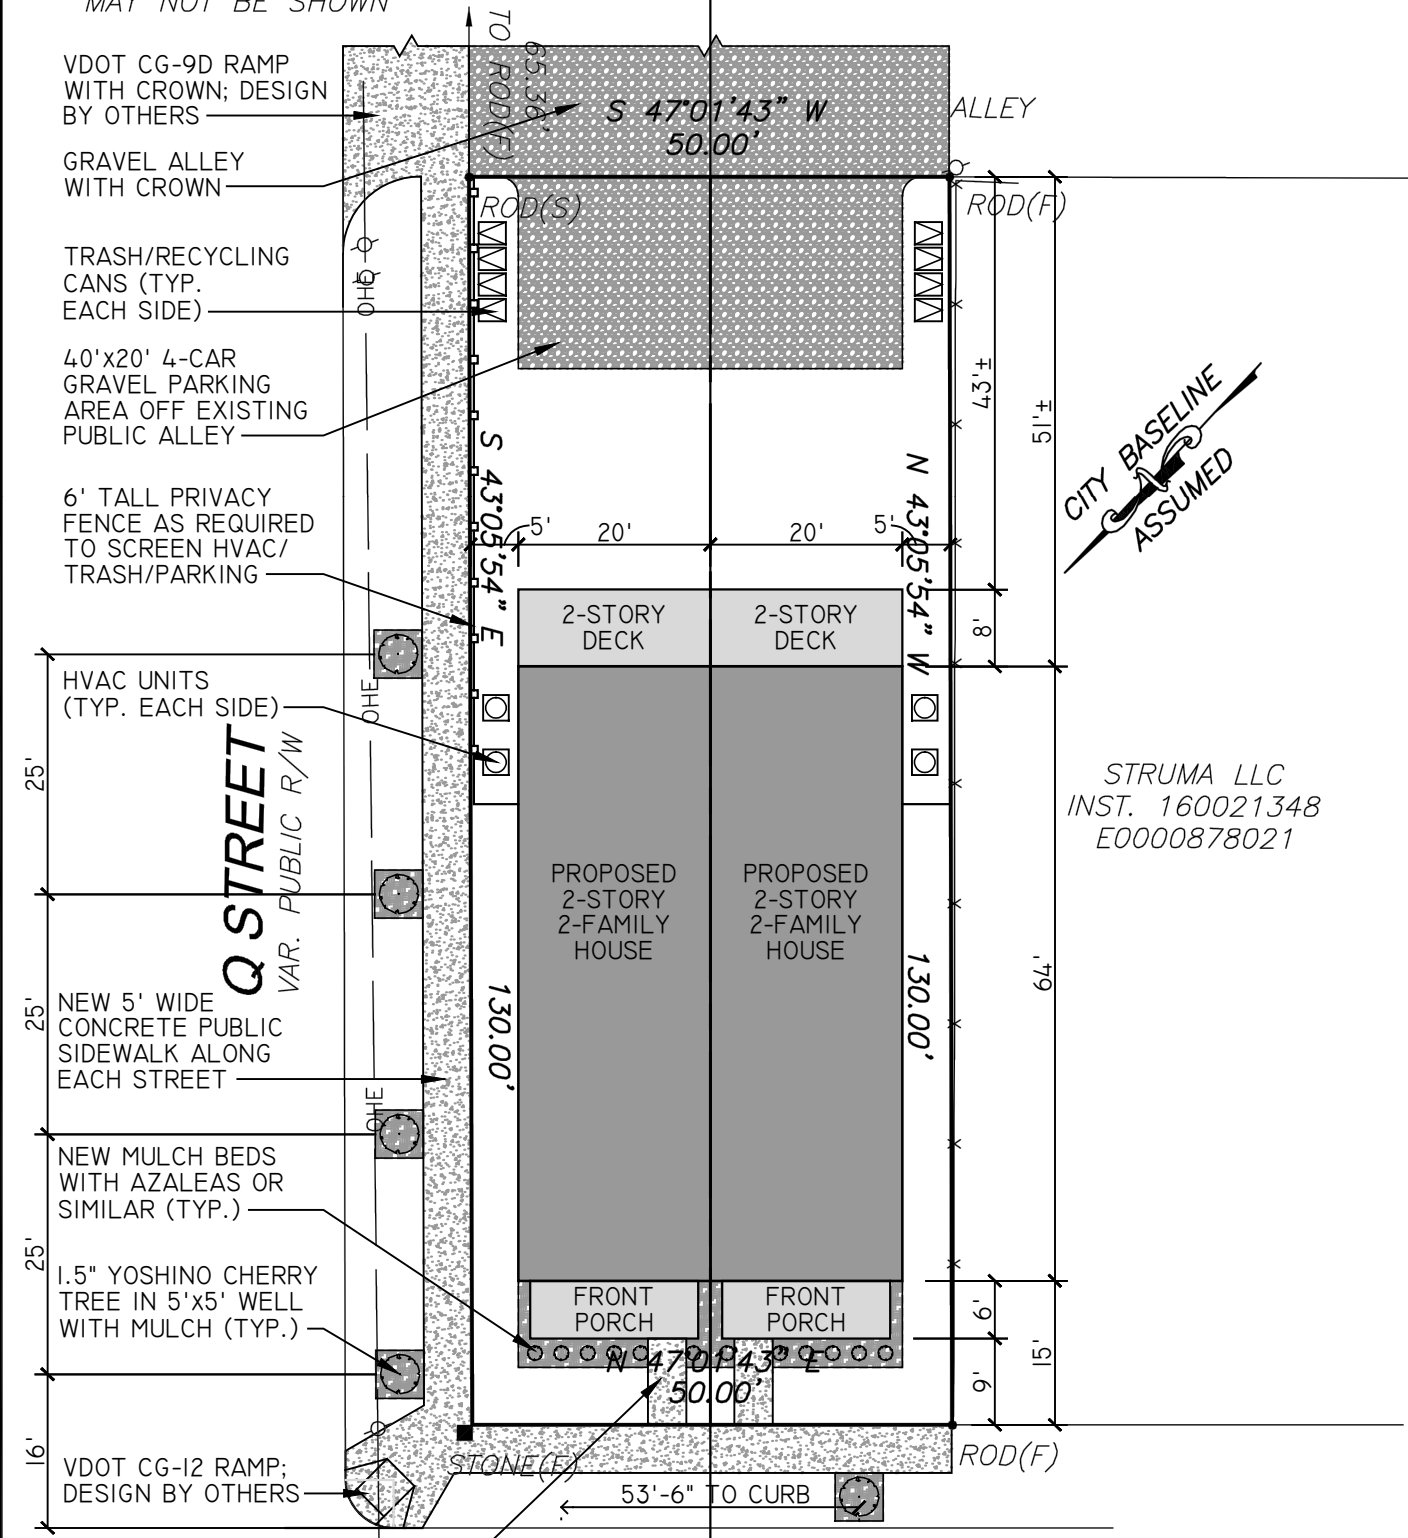 MAY NOT BE SHOWN
VDOT CG-9D RAMP
WITH CROWN; DESIGN
BY OTHERS
GRAVEL ALLEY
WITH CROWN
TRASH/RECYCLING
CANS (TYP.
EACH SIDE)
40'x20' 4-CAR
GRAVEL PARKING
AREA OFF EXISTING
PUBLIC ALLEY
6' TALL PRIVACY
FENCE AS REQUIRED
TO SCREEN HVAC/
TRASH/PARKING
HVAC UNITS
(TYP. EACH SIDE)
Q STREET
VAR. PUBLIC R/W
NEW 5' WIDE
CONCRETE PUBLIC
SIDEWALK ALONG
EACH STREET
NEW MULCH BEDS
WITH AZALEAS OR
SIMILAR (TYP.)
1.5" YOSHINO CHERRY
TREE IN 5'x5' WELL
WITH MULCH (TYP.)
VDOT CG-12 RAMP;
DESIGN BY OTHERS
25'
25'
25'
16'
OHE
OHE
OHE
65.36'
TO ROD(F)
S 47°01'43" W
50.00'
ALLEY
ROD(S)
ROD(F)
S 43°05'54" E
130.00'
N 43°05'54" W
130.00'
5'
20'
20'
5'
2-STORY
DECK
2-STORY
DECK
PROPOSED
2-STORY
2-FAMILY
HOUSE
PROPOSED
2-STORY
2-FAMILY
HOUSE
FRONT
PORCH
FRONT
PORCH
N 47°01'43" E
50.00'
STONE(F)
ROD(F)
53'-6" TO CURB
43'±
51'±
8'
64'
6'
9'
15'
CITY BASELINE
N
ASSUMED
STRUMA LLC
INST. 160021348
E0000878021